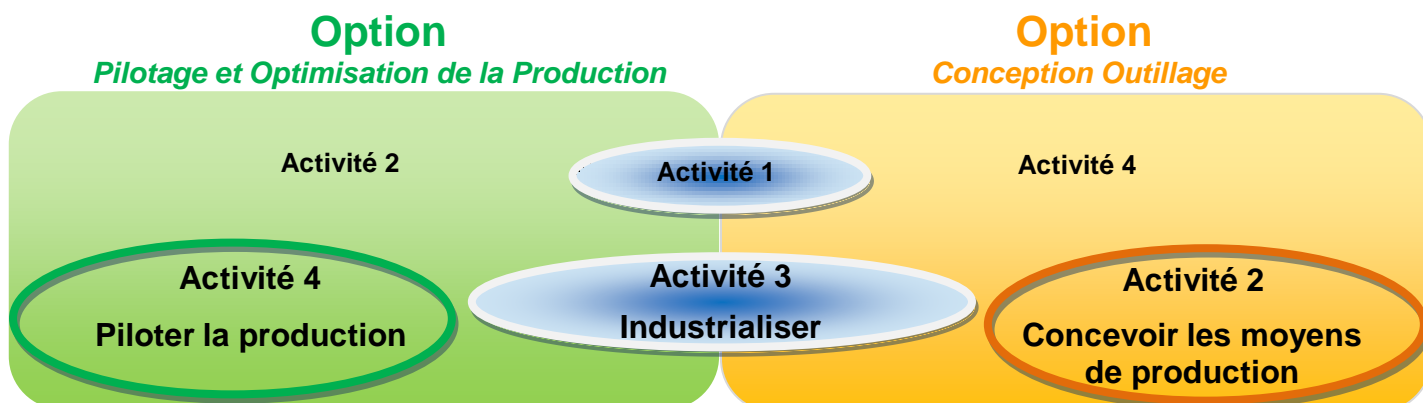 Option
Pilotage et Optimisation de la Production
Option
Conception Outillage
Activité 2
Activité 1
Activité 4
Activité 4
Piloter la production
Activité 3
Industrialiser
Activité 2
Concevoir les moyens
de production